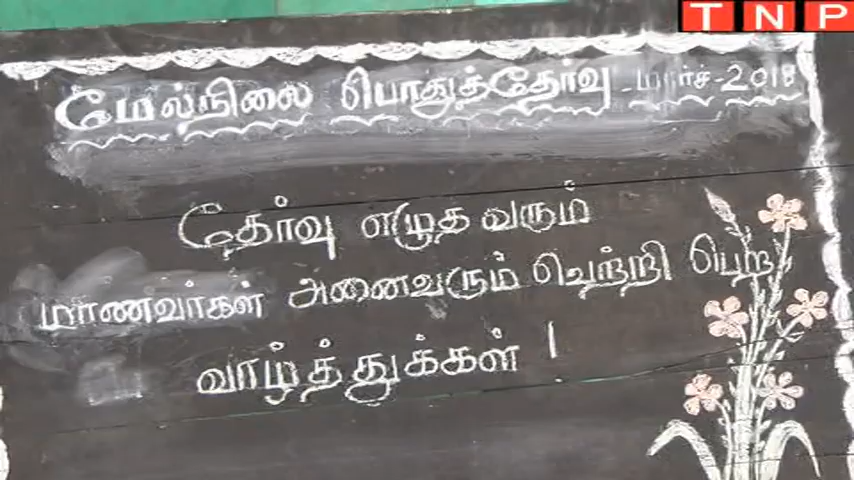 TNP
மேல்நிலை பொதுத்தேர்வு - மார்ச் - 2018
தேர்வு எழுத வரும்
மாணவர்கள் அனைவரும் வெற்றி பெற
வாழ்த்துக்கள் !